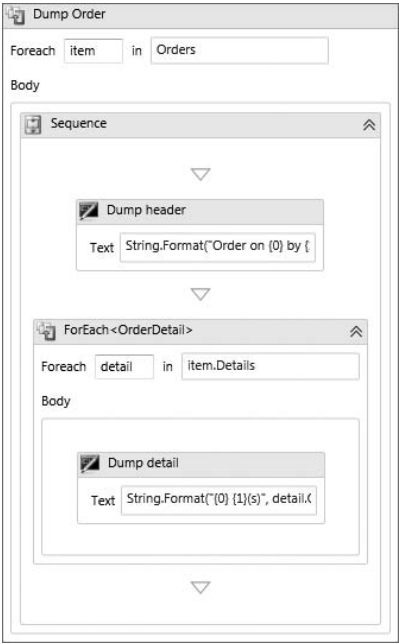 Dump Order
Foreach item in Orders
Body
Sequence
Dump header
Text String.Format("Order on {0} by {
ForEach<OrderDetail>
Foreach detail in item.Details
Body
Dump detail
Text String.Format("{0} {1}(s)", detail.(